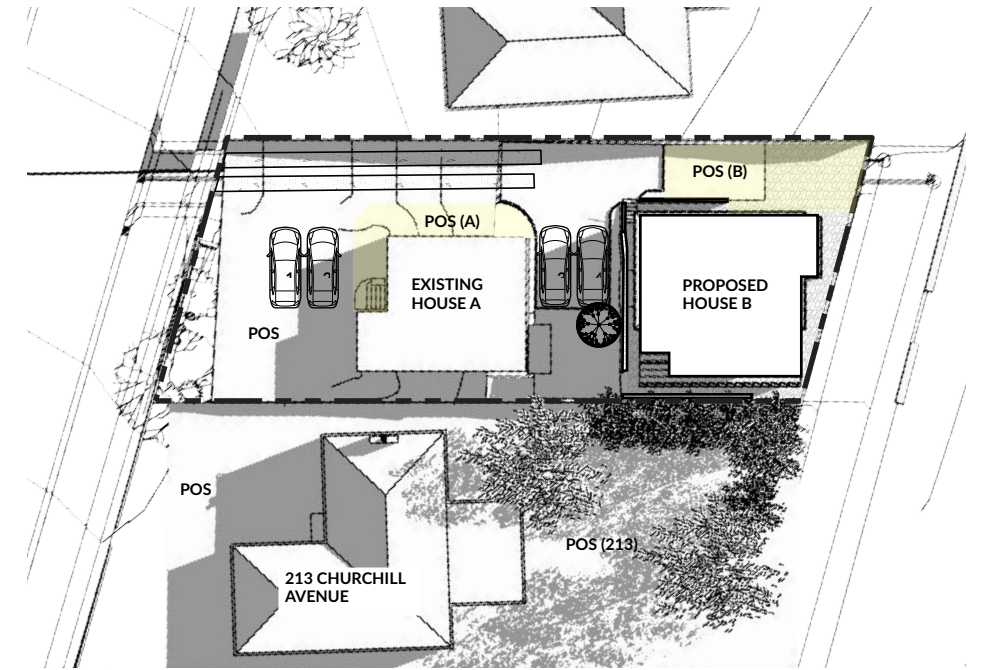 POS (B)
POS (A)
EXISTING
HOUSE A
PROPOSED
HOUSE B
POS
POS
POS (213)
213 CHURCHILL
AVENUE